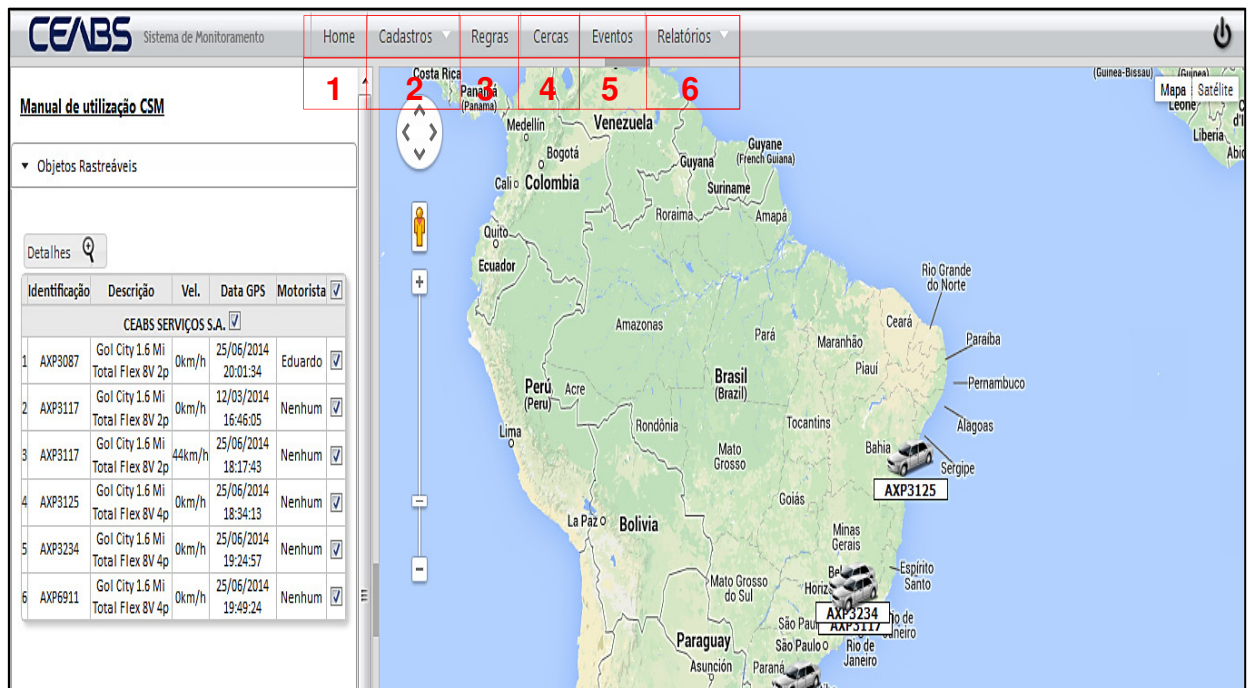 CEABS Sistema de Monitoramento Home Cadastros Regras Cercas Eventos Relatórios
1 2 3 4 5 6
Manual de utilização CSM
Objetos Rastreáveis
Detalhes
Identificação Descrição Vel. Data GPS Motorista
CEABS SERVIÇOS S.A.
1 AXP3087 Gol City 1.6 Mi Total Flex 8V 2p 0km/h 25/06/2014 20:01:34 Eduardo
2 AXP3117 Gol City 1.6 Mi Total Flex 8V 2p 0km/h 12/03/2014 16:46:05 Nenhum
3 AXP3117 Gol City 1.6 Mi Total Flex 8V 2p 44km/h 25/06/2014 18:17:43 Nenhum
4 AXP3125 Gol City 1.6 Mi Total Flex 8V 4p 0km/h 25/06/2014 18:34:13 Nenhum
5 AXP3234 Gol City 1.6 Mi Total Flex 8V 4p 0km/h 25/06/2014 19:24:57 Nenhum
6 AXP6911 Gol City 1.6 Mi Total Flex 8V 4p 0km/h 25/06/2014 19:49:24 Nenhum
Costa Rica
Panamá
(Panama)
Medellín
Venezuela
Bogotá
Cali
Colombia
Guyana
Guyane
(French Guiana)
Suriname
Roraima
Amapá
Quito
Ecuador
(Guinea-Bissau)
(Guinea)
Mapa Satélite
Leone
Liberia
Rio Grande
do Norte
Ceará
Paraíba
Amazonas
Pará
Maranhão
Piauí
Pernambuco
Brasil
(Brazil)
Perú
(Peru)
Acre
Alagoas
Rondônia
Tocantins
Lima
Mato
Grosso
Bahia
Sergipe
AXP3125
Goiás
La Paz
Bolivia
Minas
Gerais
Espírito
Santo
Mato Grosso
do Sul
AXP3234
AXP3117
São Paulo
Rio de
Janeiro
Paraguay
Asunción
Paraná